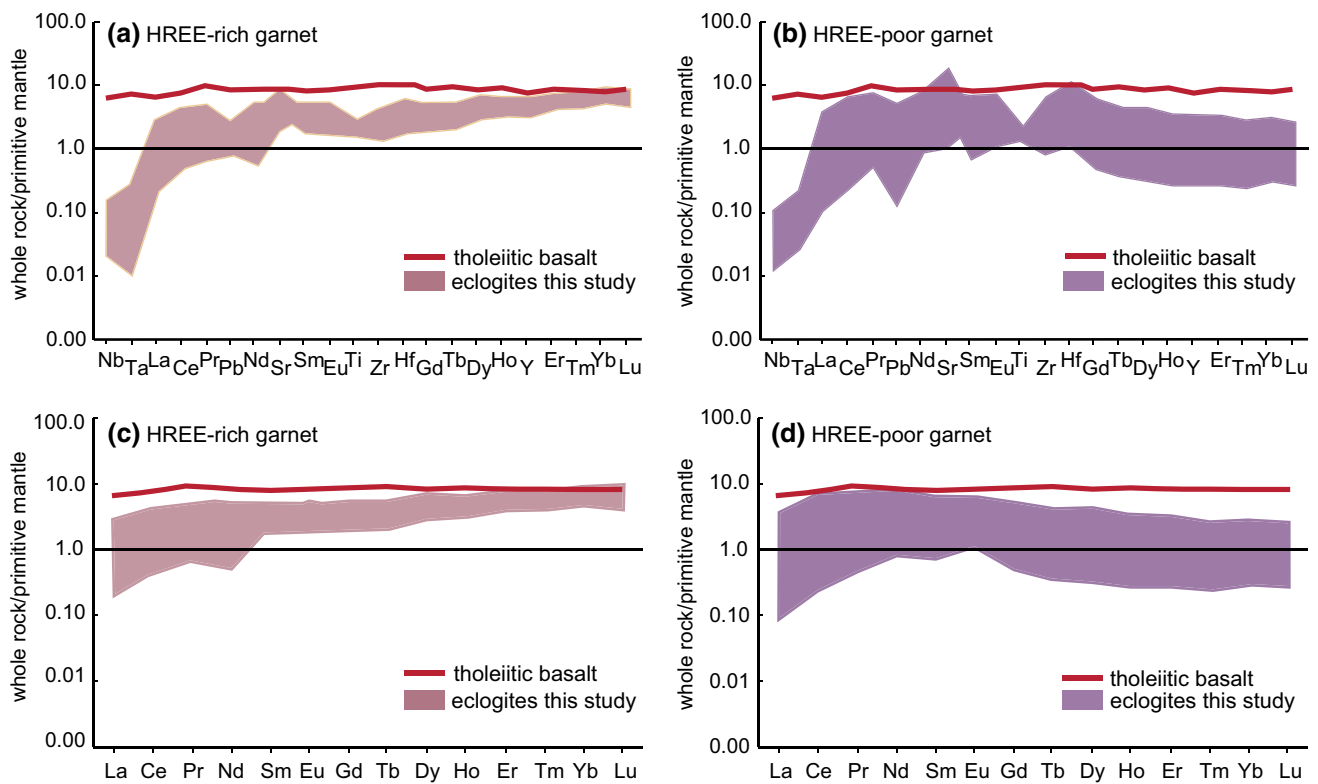 (a) HREE-rich garnet
whole rock/primitive mantle
100.0
10.0
1.0
0.10
0.01
0.00
tholeiitic basalt
eclogites this study
Nb Ta La Ce Pr Pb Nd Sr Sm Eu Ti Zr Hf Gd Tb Dy Ho Y Er Tm Yb Lu
(b) HREE-poor garnet
whole rock/primitive mantle
100.0
10.0
1.0
0.10
0.01
0.00
tholeiitic basalt
eclogites this study
Nb Ta La Ce Pr Pb Nd Sr Sm Eu Ti Zr Hf Gd Tb Dy Ho Y Er Tm Yb Lu
(c) HREE-rich garnet
whole rock/primitive mantle
100.0
10.0
1.0
0.10
0.01
0.00
tholeiitic basalt
eclogites this study
La Ce Pr Nd Sm Eu Gd Tb Dy Ho Er Tm Yb Lu
(d) HREE-poor garnet
whole rock/primitive mantle
100.0
10.0
1.0
0.10
0.01
0.00
tholeiitic basalt
eclogites this study
La Ce Pr Nd Sm Eu Gd Tb Dy Ho Er Tm Yb Lu